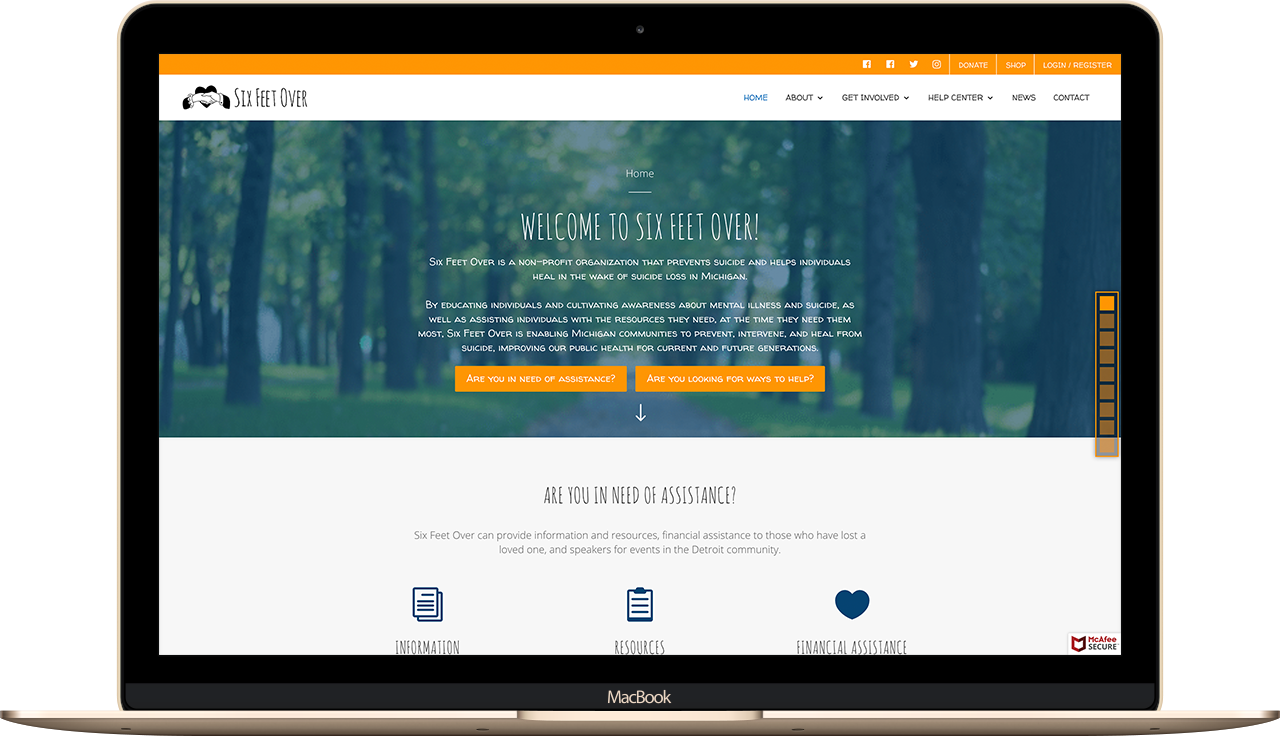 DONATE SHOP LOGIN / REGISTER
Six Feet Over HOME ABOUT GET INVOLVED HELP CENTER NEWS CONTACT
Home
WELCOME TO SIX FEET OVER!
Six Feet Over is a non-profit organization that prevents suicide and helps individuals
heal in the wake of suicide loss in Michigan.
By educating individuals and cultivating awareness about mental illness and suicide, as
well as assisting individuals with the resources they need, at the time they need them
most, Six Feet Over is enabling Michigan communities to prevent, intervene, and heal from
suicide, improving our public health for current and future generations.
Are you in need of assistance? Are you looking for ways to help?
ARE YOU IN NEED OF ASSISTANCE?
Six Feet Over can provide information and resources, financial assistance to those who have lost a
loved one, and speakers for events in the Detroit community.
INFORMATION RESOURCES FINANCIAL ASSISTANCE
McAfee
SECURE
MacBook